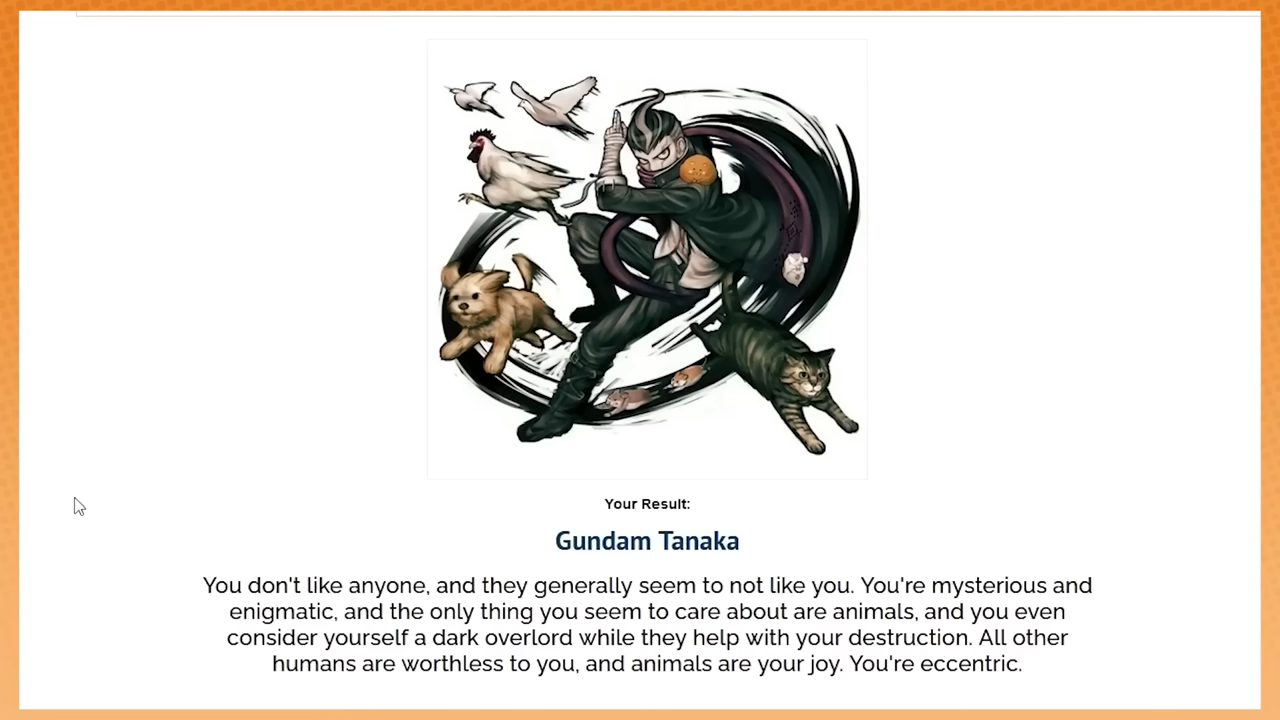 Your Result:
Gundam Tanaka
You don't like anyone, and they generally seem to not like you. You're mysterious and
enigmatic, and the only thing you seem to care about are animals, and you even
consider yourself a dark overlord while they help with your destruction. All other
humans are worthless to you, and animals are your joy. You're eccentric.